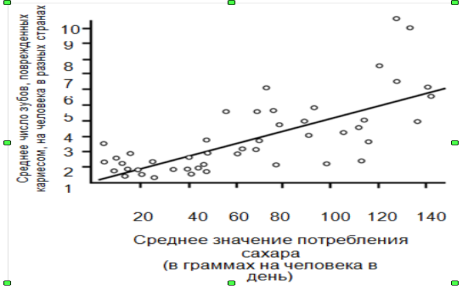 Среднее число зубов, поврежденных
кариесом, на человека в разных странах
10
9
8
7
6
5
4
3
2
1
20 40 60 80 100 120 140
Среднее значение потребления
сахара
(в граммах на человека в
день)